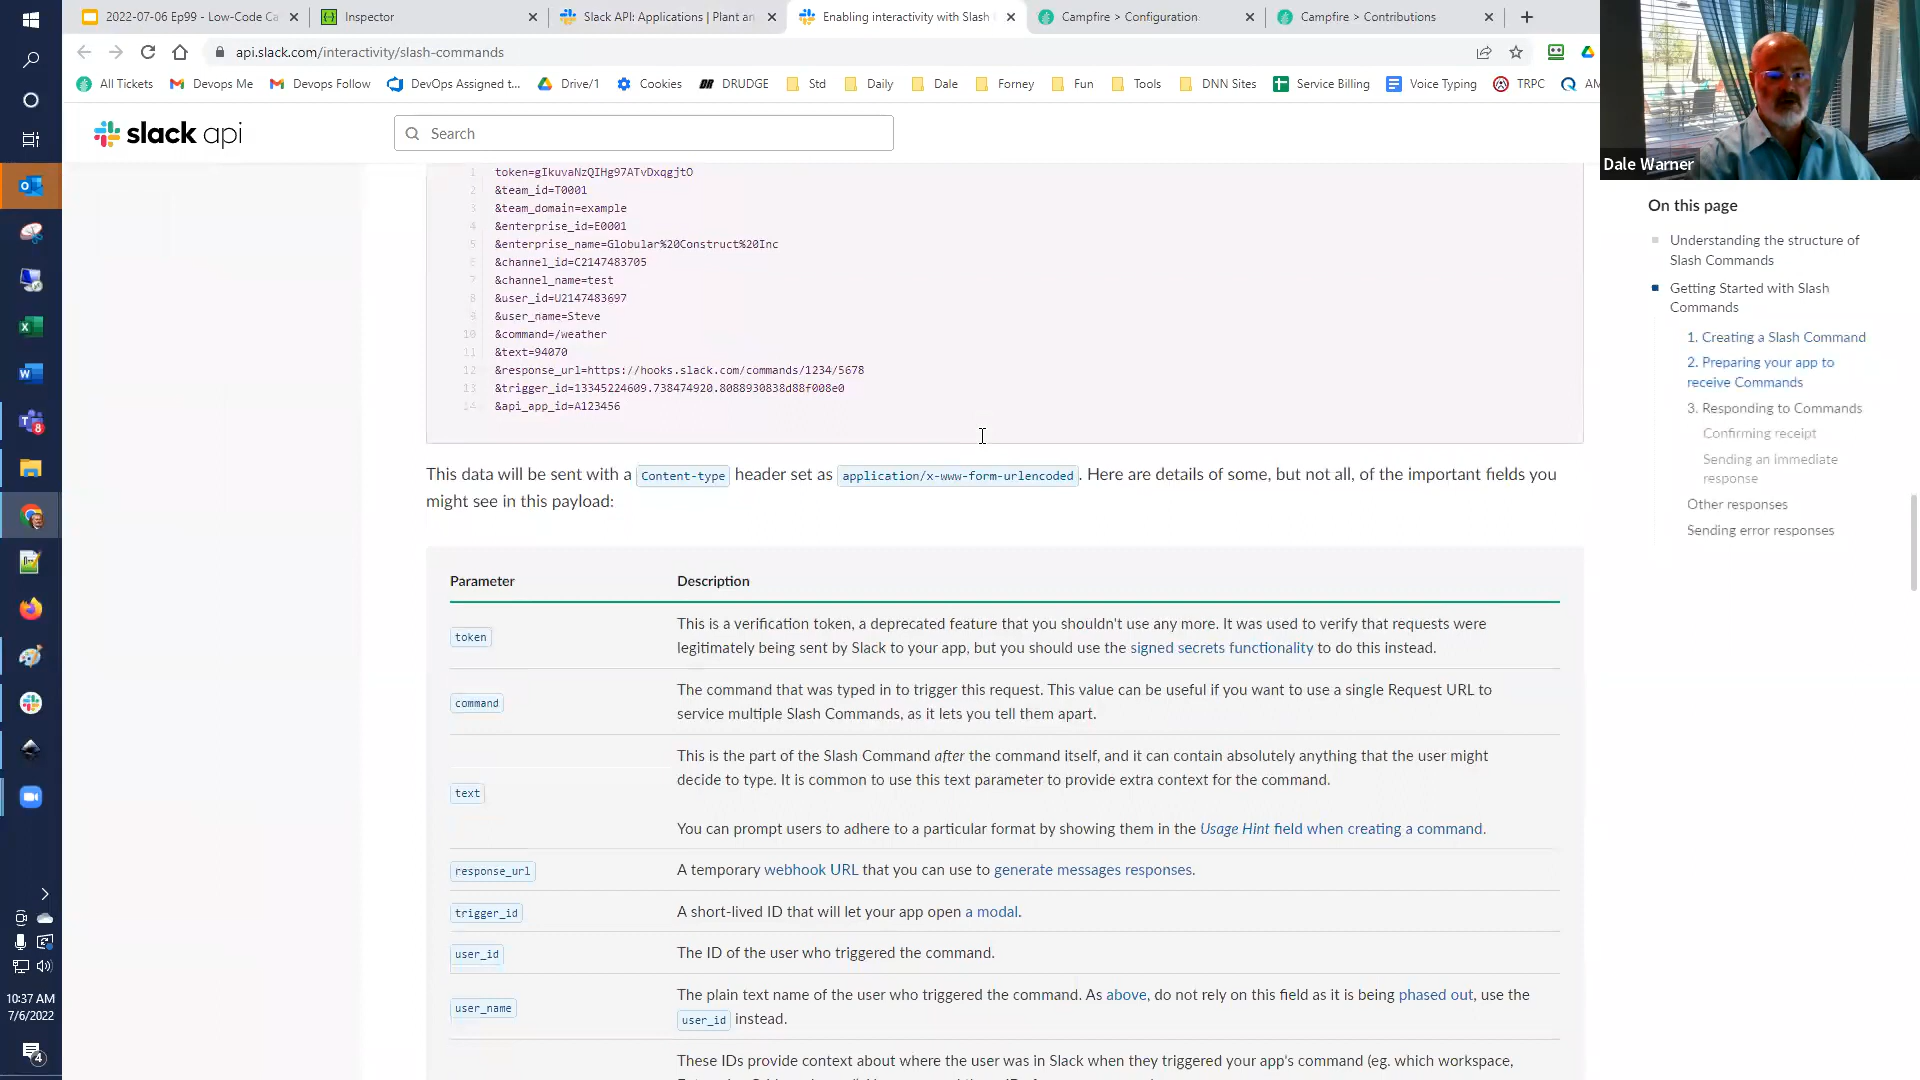 2022-07-06 Ep99 - Low-Code Ca
Inspector
Slack API: Applications | Plant an
Enabling interactivity with Slash
Campfire > Configuration
Campfire > Contributions
api.slack.com/interactivity/slash-commands
All Tickets
Devops Me
Devops Follow
DevOps Assigned t...
Drive/1
Cookies
DRUDGE
Std
Daily
Dale
Forney
Fun
Tools
DNN Sites
Service Billing
Voice Typing
TRPC
slack api
Search
Dale Warner
1 token=gIkuvaNzQIHg97ATvDxqgjtO
2 &team_id=T0001
3 &team_domain=example
4 &enterprise_id=E0001
5 &enterprise_name=Globular%20Construct%20Inc
6 &channel_id=C2147483705
7 &channel_name=test
8 &user_id=U2147483697
9 &user_name=Steve
10 &command=/weather
11 &text=94070
12 &response_url=https://hooks.slack.com/commands/1234/5678
13 &trigger_id=13345224609.738474920.8088930838d88f008e0
14 &api_app_id=A123456
This data will be sent with a Content-type header set as application/x-www-form-urlencoded. Here are details of some, but not all, of the important fields you
might see in this payload:
Parameter Description
token
This is a verification token, a deprecated feature that you shouldn't use any more. It was used to verify that requests were
legitimately being sent by Slack to your app, but you should use the signed secrets functionality to do this instead.
command
The command that was typed in to trigger this request. This value can be useful if you want to use a single Request URL to
service multiple Slash Commands, as it lets you tell them apart.
text
This is the part of the Slash Command after the command itself, and it can contain absolutely anything that the user might
decide to type. It is common to use this text parameter to provide extra context for the command.
You can prompt users to adhere to a particular format by showing them in the Usage Hint field when creating a command.
response_url A temporary webhook URL that you can use to generate messages responses.
trigger_id A short-lived ID that will let your app open a modal.
user_id The ID of the user who triggered the command.
user_name
The plain text name of the user who triggered the command. As above, do not rely on this field as it is being phased out, use the
user_id instead.
These IDs provide context about where the user was in Slack when they triggered your app's command (eg. which workspace,
On this page
Understanding the structure of
Slash Commands
Getting Started with Slash
Commands
1. Creating a Slash Command
2. Preparing your app to
receive Commands
3. Responding to Commands
Confirming receipt
Sending an immediate
response
Other responses
Sending error responses
8
10:37 AM
7/6/2022
4